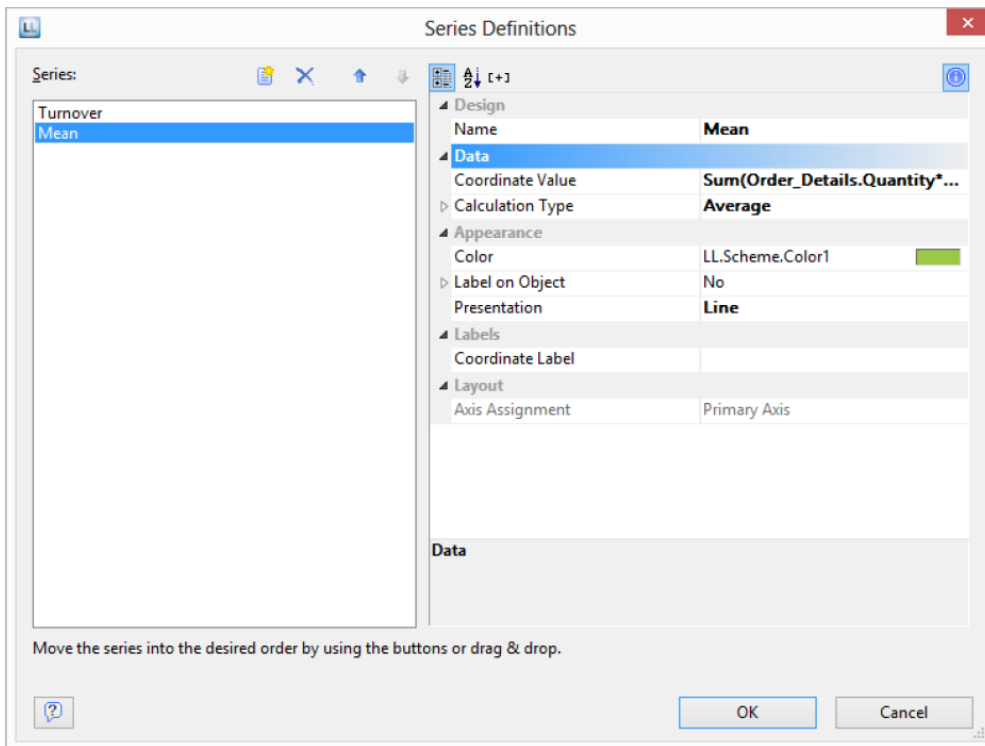 Series Definitions
Series:
Turnover
Mean
Design
Name Mean
Data
Coordinate Value Sum(Order_Details.Quantity*...
Calculation Type Average
Appearance
Color LL.Scheme.Color1
Label on Object No
Presentation Line
Labels
Coordinate Label
Layout
Axis Assignment Primary Axis
Data
Move the series into the desired order by using the buttons or drag & drop.
OK Cancel